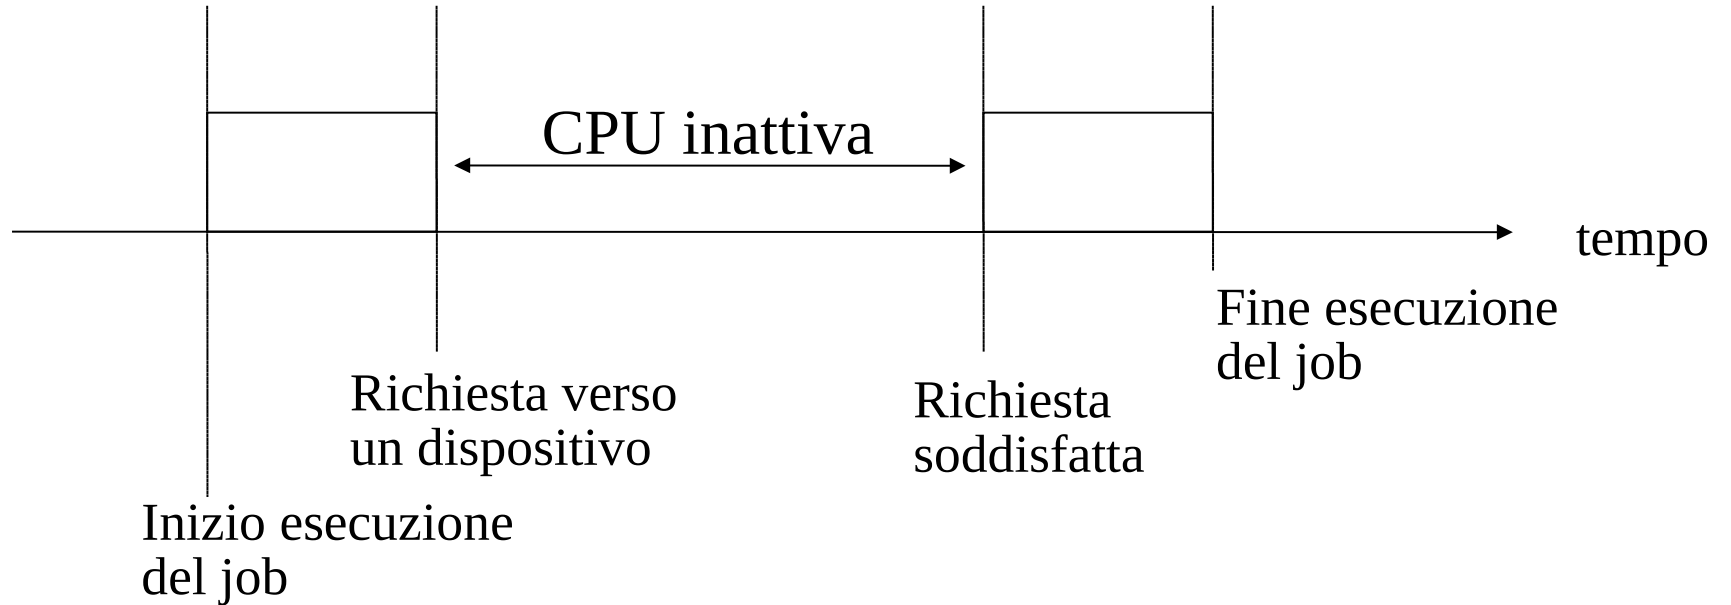 CPU inattiva
tempo
Fine esecuzione
del job
Richiesta verso
un dispositivo
Richiesta
soddisfatta
Inizio esecuzione
del job